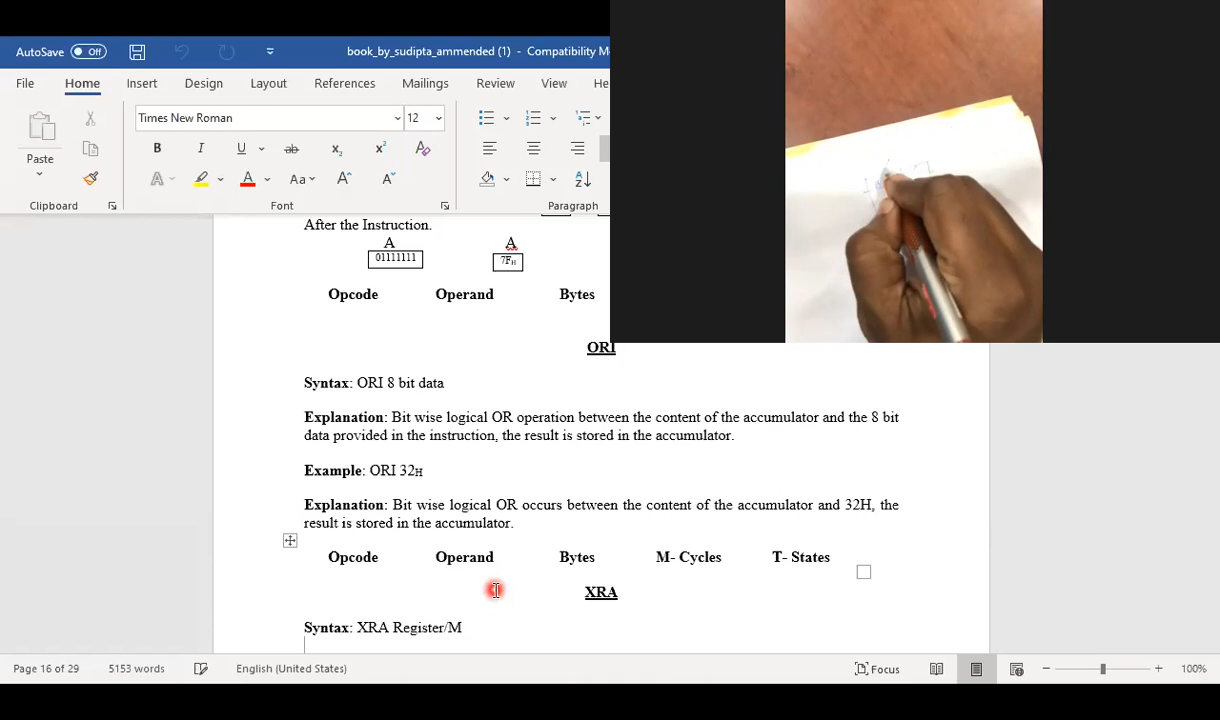 AutoSave Off book_by_sudipta_ammended (1) - Compatibility M
File Home Insert Design Layout References Mailings Review View He
Paste
Times New Roman 12
B I U ab x₂ x² A
A A Aa A A
Clipboard Font Paragraph
After the Instruction.
A A
01111111 7FH
Opcode Operand Bytes
ORI
Syntax: ORI 8 bit data
Explanation: Bit wise logical OR operation between the content of the accumulator and the 8 bit
data provided in the instruction, the result is stored in the accumulator.
Example: ORI 32H
Explanation: Bit wise logical OR occurs between the content of the accumulator and 32H, the
result is stored in the accumulator.
Opcode Operand Bytes M- Cycles T- States
XRA
Syntax: XRA Register/M
Page 16 of 29 5153 words English (United States) Focus 100%